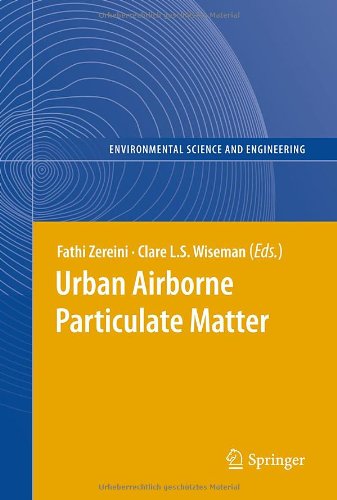 Urheberrechtlich geschütztes Material
ENVIRONMENTAL SCIENCE AND ENGINEERING
Fathi Zereini · Clare L.S. Wiseman (Eds.)
Urban Airborne
Particulate Matter
Springer
Urheberrechtlich geschütztes Material